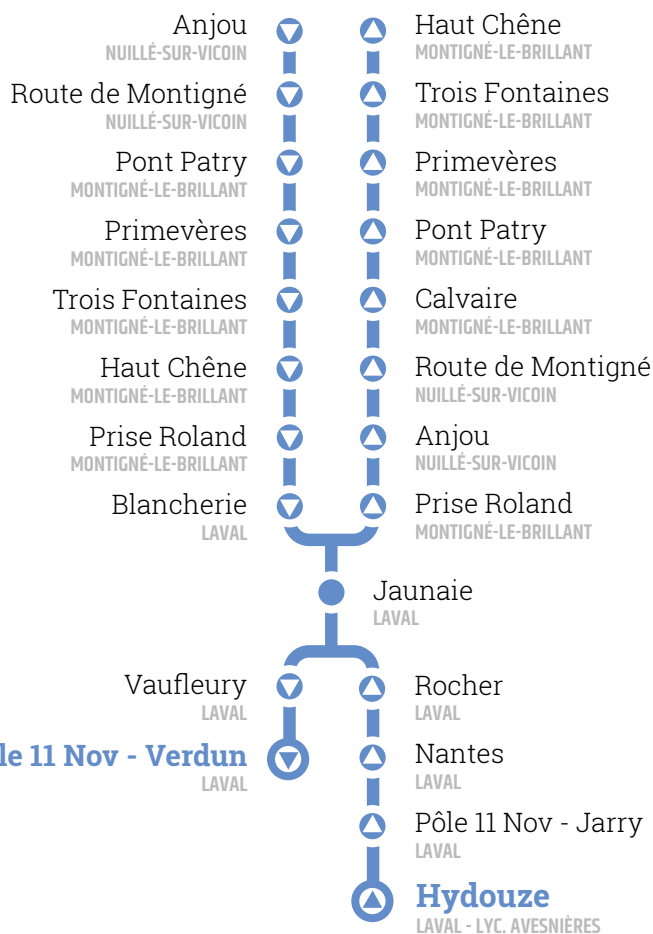 Anjou
NUILLÉ-SUR-VICOIN
Route de Montigné
NUILLÉ-SUR-VICOIN
Pont Patry
MONTIGNÉ-LE-BRILLANT
Primevères
MONTIGNÉ-LE-BRILLANT
Trois Fontaines
MONTIGNÉ-LE-BRILLANT
Haut Chêne
MONTIGNÉ-LE-BRILLANT
Prise Roland
MONTIGNÉ-LE-BRILLANT
Blancherie
LAVAL
Haut Chêne
MONTIGNÉ-LE-BRILLANT
Trois Fontaines
MONTIGNÉ-LE-BRILLANT
Primevères
MONTIGNÉ-LE-BRILLANT
Pont Patry
MONTIGNÉ-LE-BRILLANT
Calvaire
MONTIGNÉ-LE-BRILLANT
Route de Montigné
NUILLÉ-SUR-VICOIN
Anjou
NUILLÉ-SUR-VICOIN
Prise Roland
MONTIGNÉ-LE-BRILLANT
Jaunaie
LAVAL
Vaufleury
LAVAL
le 11 Nov - Verdun
LAVAL
Rocher
LAVAL
Nantes
LAVAL
Pôle 11 Nov - Jarry
LAVAL
Hydouze
LAVAL - LYC. AVESNIÈRES